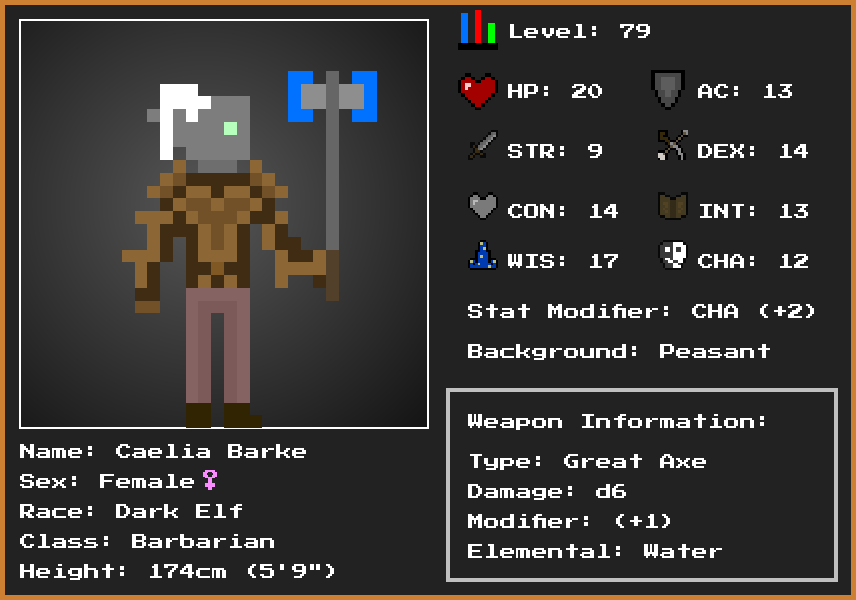 Level: 79
HP: 20
AC: 13
STR: 9
DEX: 14
CON: 14
INT: 13
WIS: 17
CHA: 12
Stat Modifier: CHA (+2)
Background: Peasant
Weapon Information:
Type: Great Axe
Damage: d6
Modifier: (+1)
Elemental: Water
Name: Caelia Barke
Sex: Female♀
Race: Dark Elf
Class: Barbarian
Height: 174cm (5'9")